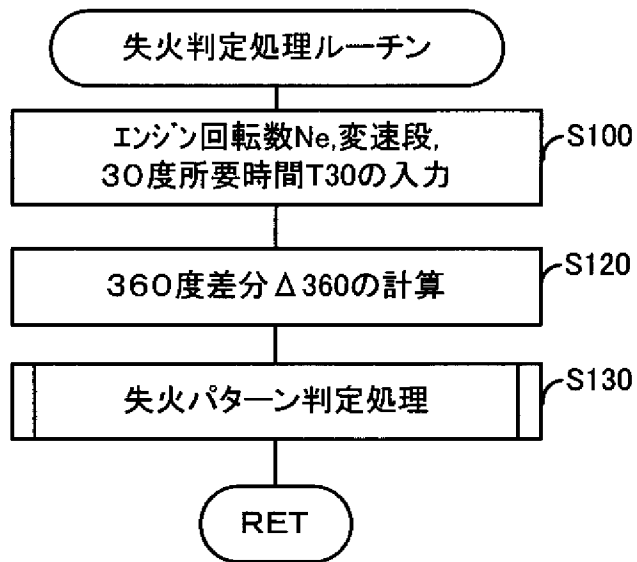 失火判定処理ルーチン
ｴﾝｼﾞﾝ回転数Ne,変速段,
３０度所要時間T30の入力
S100
３６０度差分Δ360の計算
S120
失火パターン判定処理
S130
RET